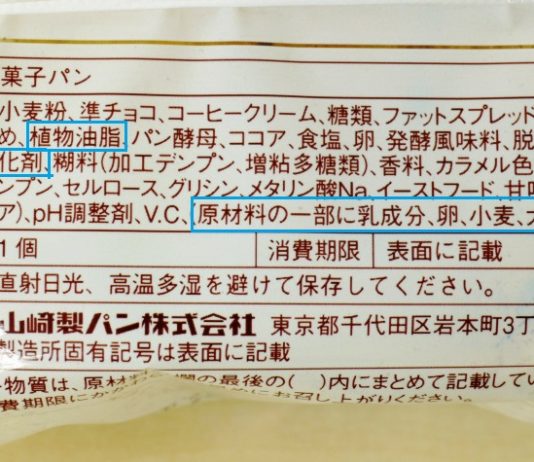 菓子パン
小麦粉、準チョコ、コーヒークリーム、糖類、ファットスプレッド
め、植物油脂、パン酵母、ココア、食塩、卵、発酵風味料、脱
化剤、糊料(加工デンプン、増粘多糖類)、香料、カラメル色
ンプン、セルロース、グリシン、メタリン酸Na、イーストフード、甘
ア)、pH調整剤、V.C、(原材料の一部に乳成分、卵、小麦、大
1個 消費期限 表面に記載
直射日光、高温多湿を避けて保存してください。
山崎製パン株式会社 東京都千代田区岩本町3丁
製造所固有記号は表面に記載
物質は、原材料 欄の最後の( )内にまとめて記載してい
費期限にかか お召し上がりください。